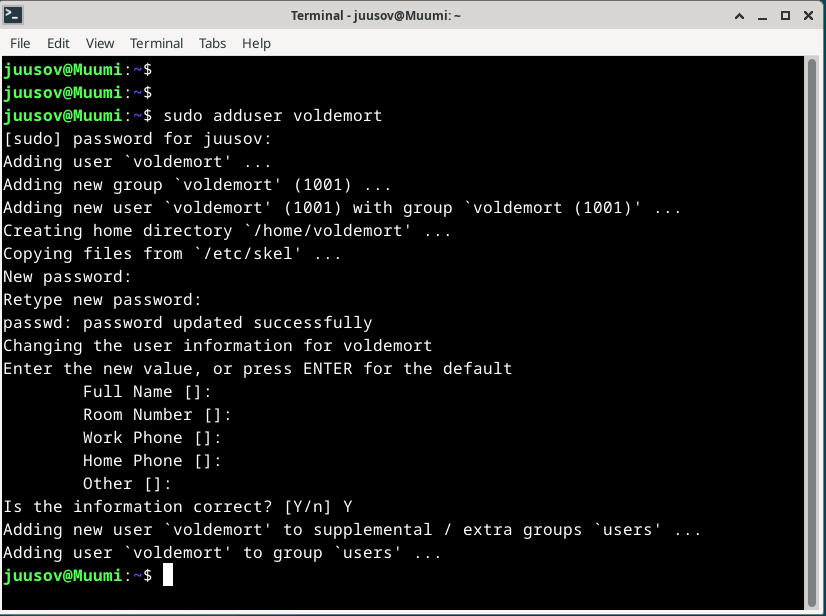 Terminal - juusov@Muumi: ~
File Edit View Terminal Tabs Help
juusov@Muumi:~$
juusov@Muumi:~$
juusov@Muumi:~$ sudo adduser voldemort
[sudo] password for juusov:
Adding user `voldemort' ...
Adding new group `voldemort' (1001) ...
Adding new user `voldemort' (1001) with group `voldemort (1001)' ...
Creating home directory `/home/voldemort' ...
Copying files from `/etc/skel' ...
New password:
Retype new password:
passwd: password updated successfully
Changing the user information for voldemort
Enter the new value, or press ENTER for the default
        Full Name []:
        Room Number []:
        Work Phone []:
        Home Phone []:
        Other []:
Is the information correct? [Y/n] Y
Adding new user `voldemort' to supplemental / extra groups `users' ...
Adding user `voldemort' to group `users' ...
juusov@Muumi:~$